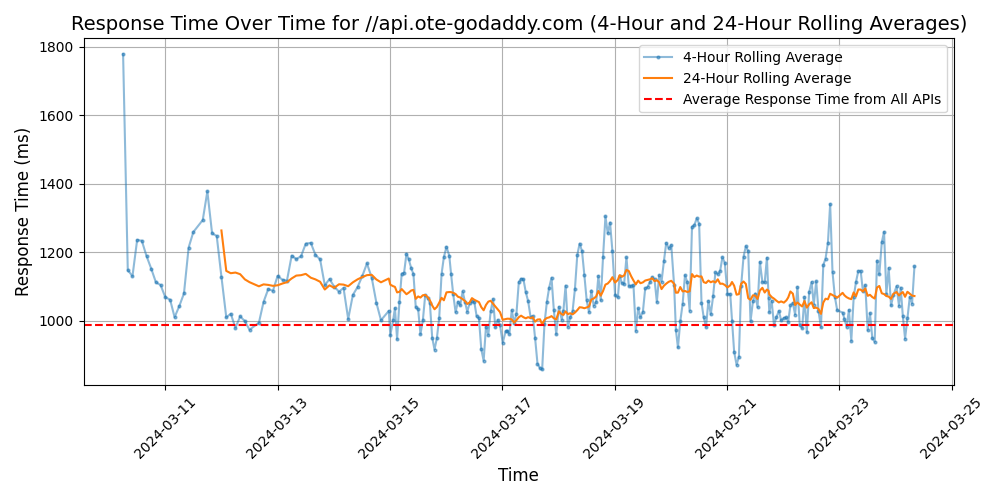 Response Time Over Time for //api.ote-godaddy.com (4-Hour and 24-Hour Rolling Averages)
4-Hour Rolling Average
24-Hour Rolling Average
Average Response Time from All APIs
Response Time (ms)
1800
1600
1400
1200
1000
2024-03-11
2024-03-13
2024-03-15
2024-03-17
2024-03-19
2024-03-21
2024-03-23
2024-03-25
Time